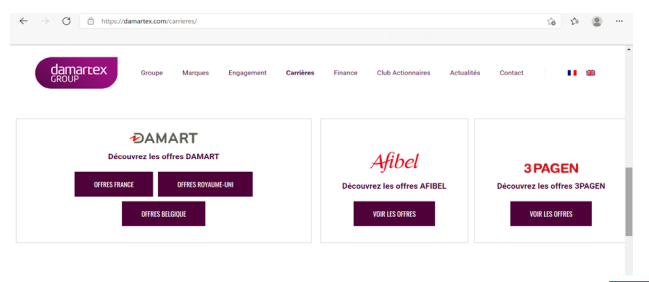 https://damartex.com/carrieres/
damartex
GROUP
Groupe Marques Engagement Carrières Finance Club Actionnaires Actualités Contact
DAMART
Découvrez les offres DAMART
OFFRES FRANCE OFFRES ROYAUME-UNI
OFFRES BELGIQUE
Afibel
Découvrez les offres AFIBEL
VOIR LES OFFRES
3 PAGEN
Découvrez les offres 3PAGEN
VOIR LES OFFRES